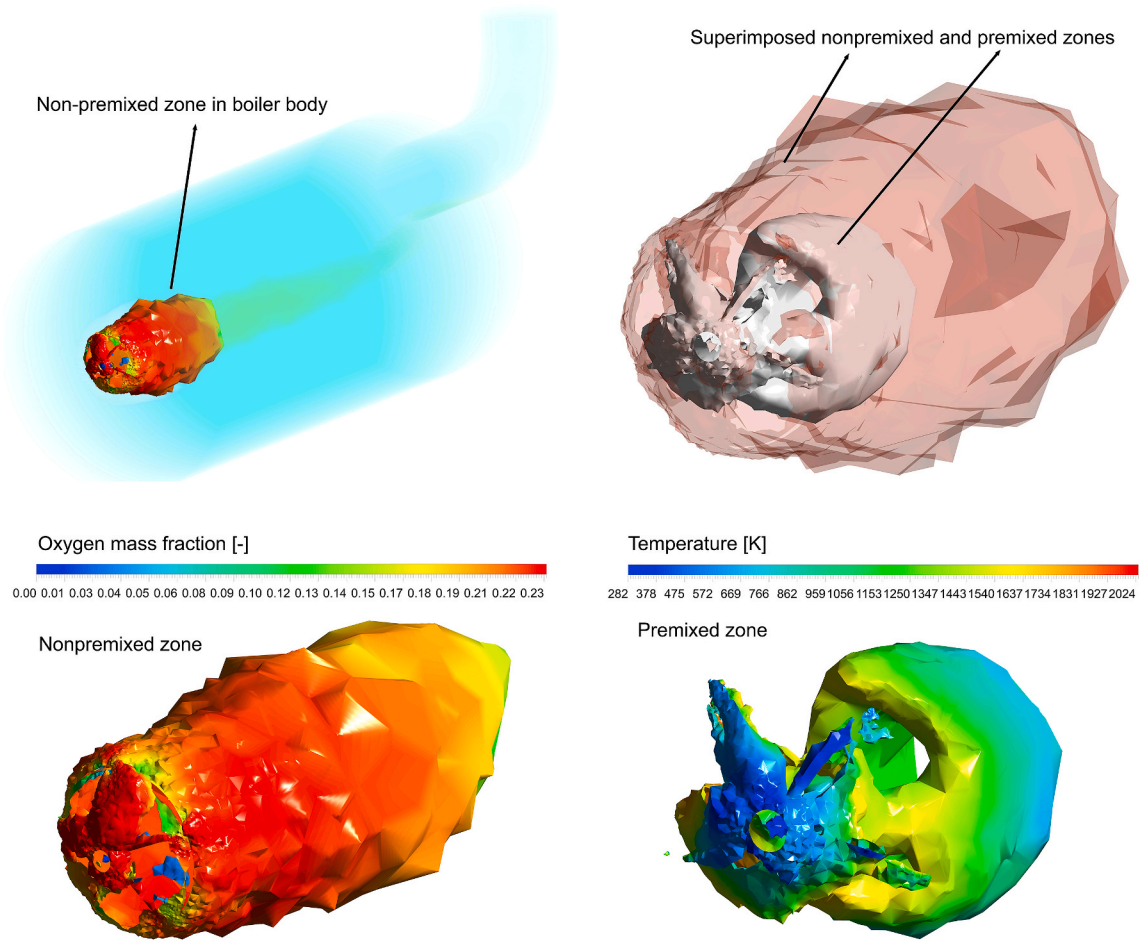 Superimposed nonpremixed and premixed zones
Non-premixed zone in boiler body
Oxygen mass fraction [-]
0.00 0.01 0.03 0.04 0.05 0.06 0.08 0.09 0.10 0.12 0.13 0.14 0.15 0.17 0.18 0.19 0.21 0.22 0.23
Temperature [K]
282 378 475 572 669 766 862 959 1056 1153 1250 1347 1443 1540 1637 1734 1831 1927 2024
Nonpremixed zone
Premixed zone